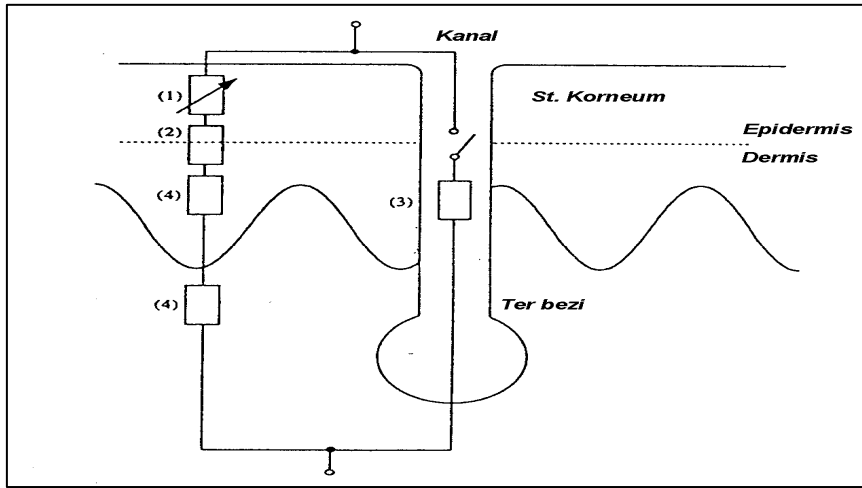 Kanal
(1)
St. Korneum
(2)
Epidermis
Dermis
(4)
(3)
(4)
Ter bezi